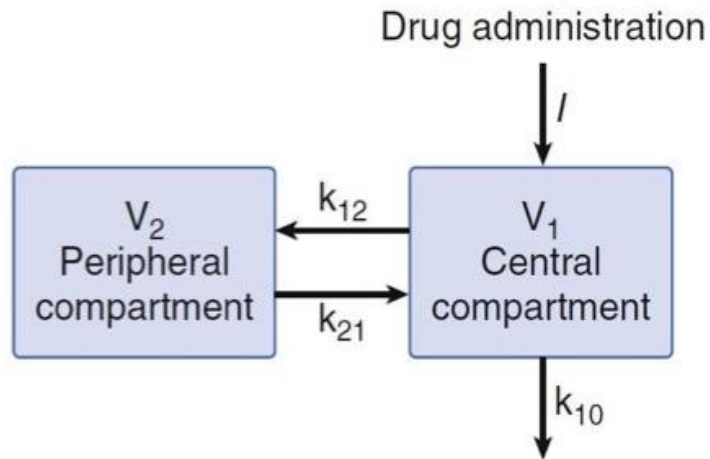 Drug administration
I
V₂
Peripheral
compartment
k₁₂
k₂₁
V₁
Central
compartment
k₁₀